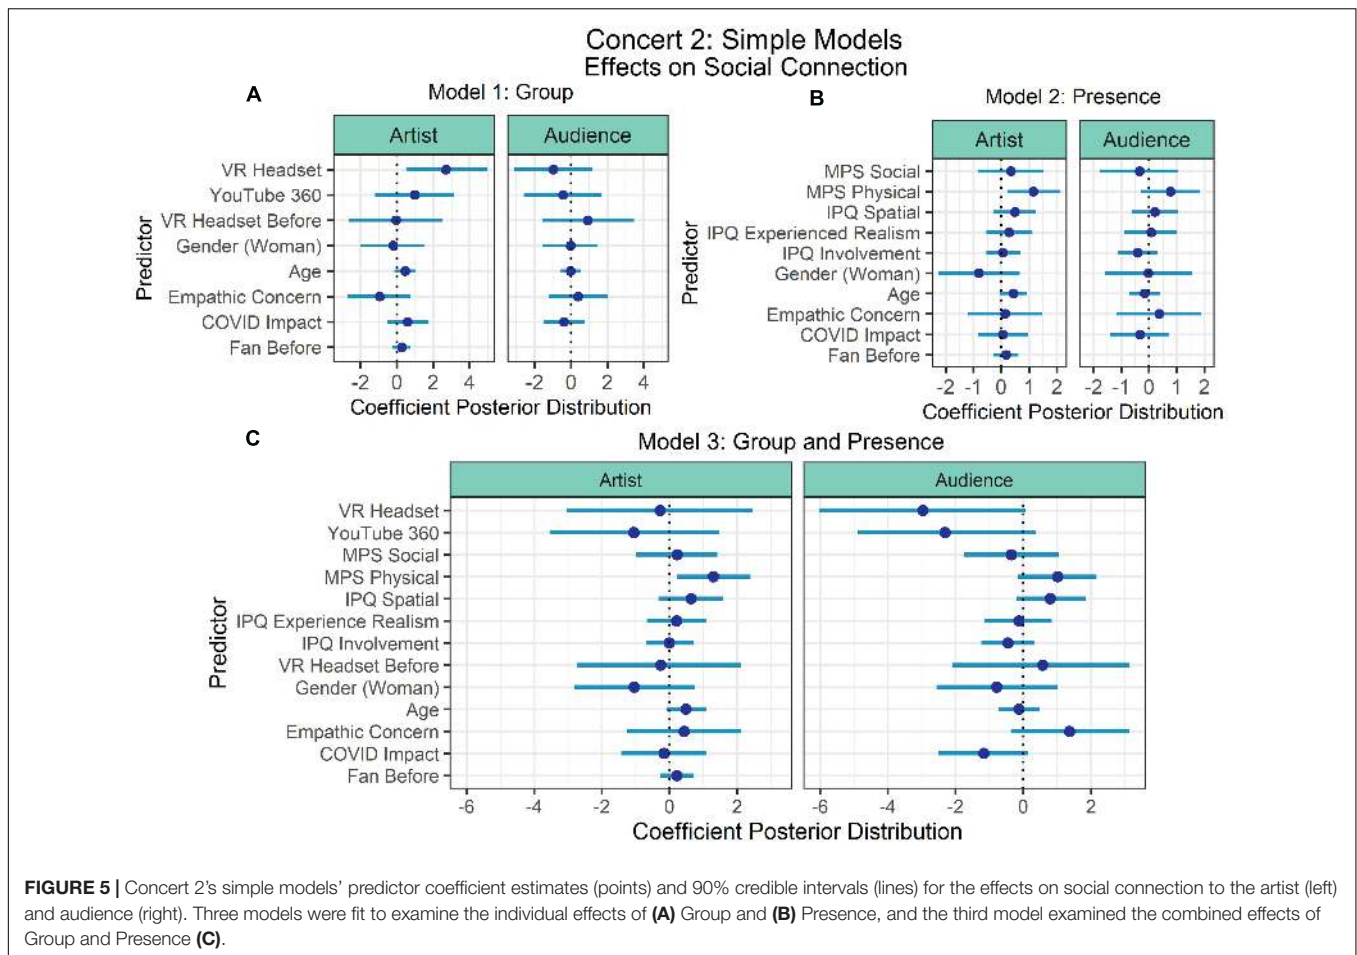 Concert 2: Simple Models
Effects on Social Connection
A
Model 1: Group
Artist
Audience
Predictor
VR Headset
YouTube 360
VR Headset Before
Gender (Woman)
Age
Empathic Concern
COVID Impact
Fan Before
-2 0 2 4
-2 0 2 4
Coefficient Posterior Distribution
B
Model 2: Presence
Artist
Audience
Predictor
MPS Social
MPS Physical
IPQ Spatial
IPQ Experienced Realism
IPQ Involvement
Gender (Woman)
Age
Empathic Concern
COVID Impact
Fan Before
-2 -1 0 1 2
-2 -1 0 1 2
Coefficient Posterior Distribution
C
Model 3: Group and Presence
Artist
Audience
Predictor
VR Headset
YouTube 360
MPS Social
MPS Physical
IPQ Spatial
IPQ Experience Realism
IPQ Involvement
VR Headset Before
Gender (Woman)
Age
Empathic Concern
COVID Impact
Fan Before
-6 -4 -2 0 2
-6 -4 -2 0 2
Coefficient Posterior Distribution
FIGURE 5 | Concert 2's simple models' predictor coefficient estimates (points) and 90% credible intervals (lines) for the effects on social connection to the artist (left)
and audience (right). Three models were fit to examine the individual effects of (A) Group and (B) Presence, and the third model examined the combined effects of
Group and Presence (C).